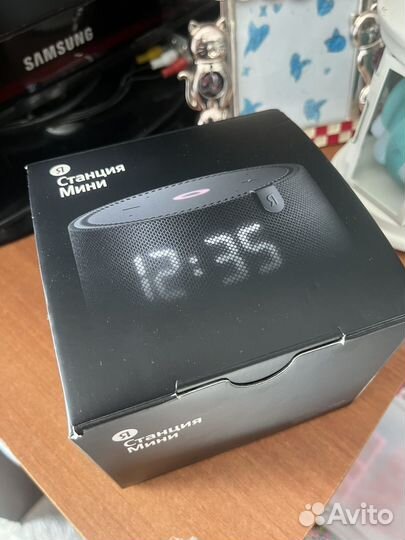 SAMSUNG
Я Станция
Мини
Я
12:35
Я Станция
Мини
Avito